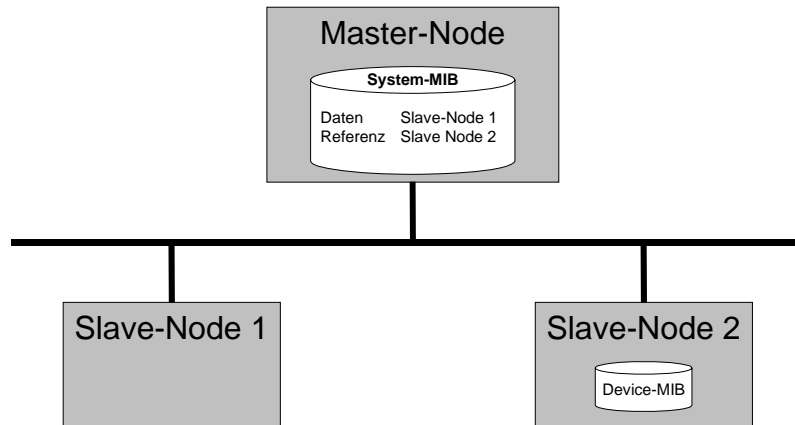 Master-Node
System-MIB
Daten Slave-Node 1
Referenz Slave Node 2
Slave-Node 1
Slave-Node 2
Device-MIB